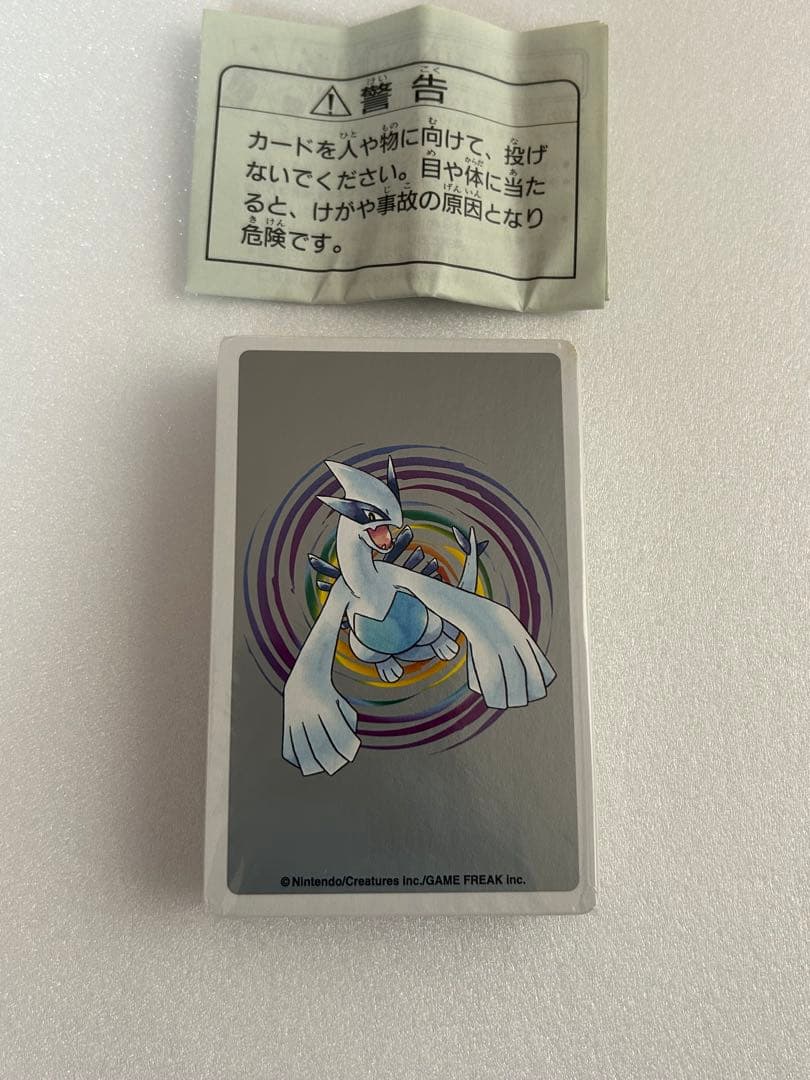 ⚠警告
カードを人や物に向けて、投げ
ないでください。目や体に当た
ると、けがや事故の原因となり
危険です。
©Nintendo/Creatures inc./GAME FREAK inc.